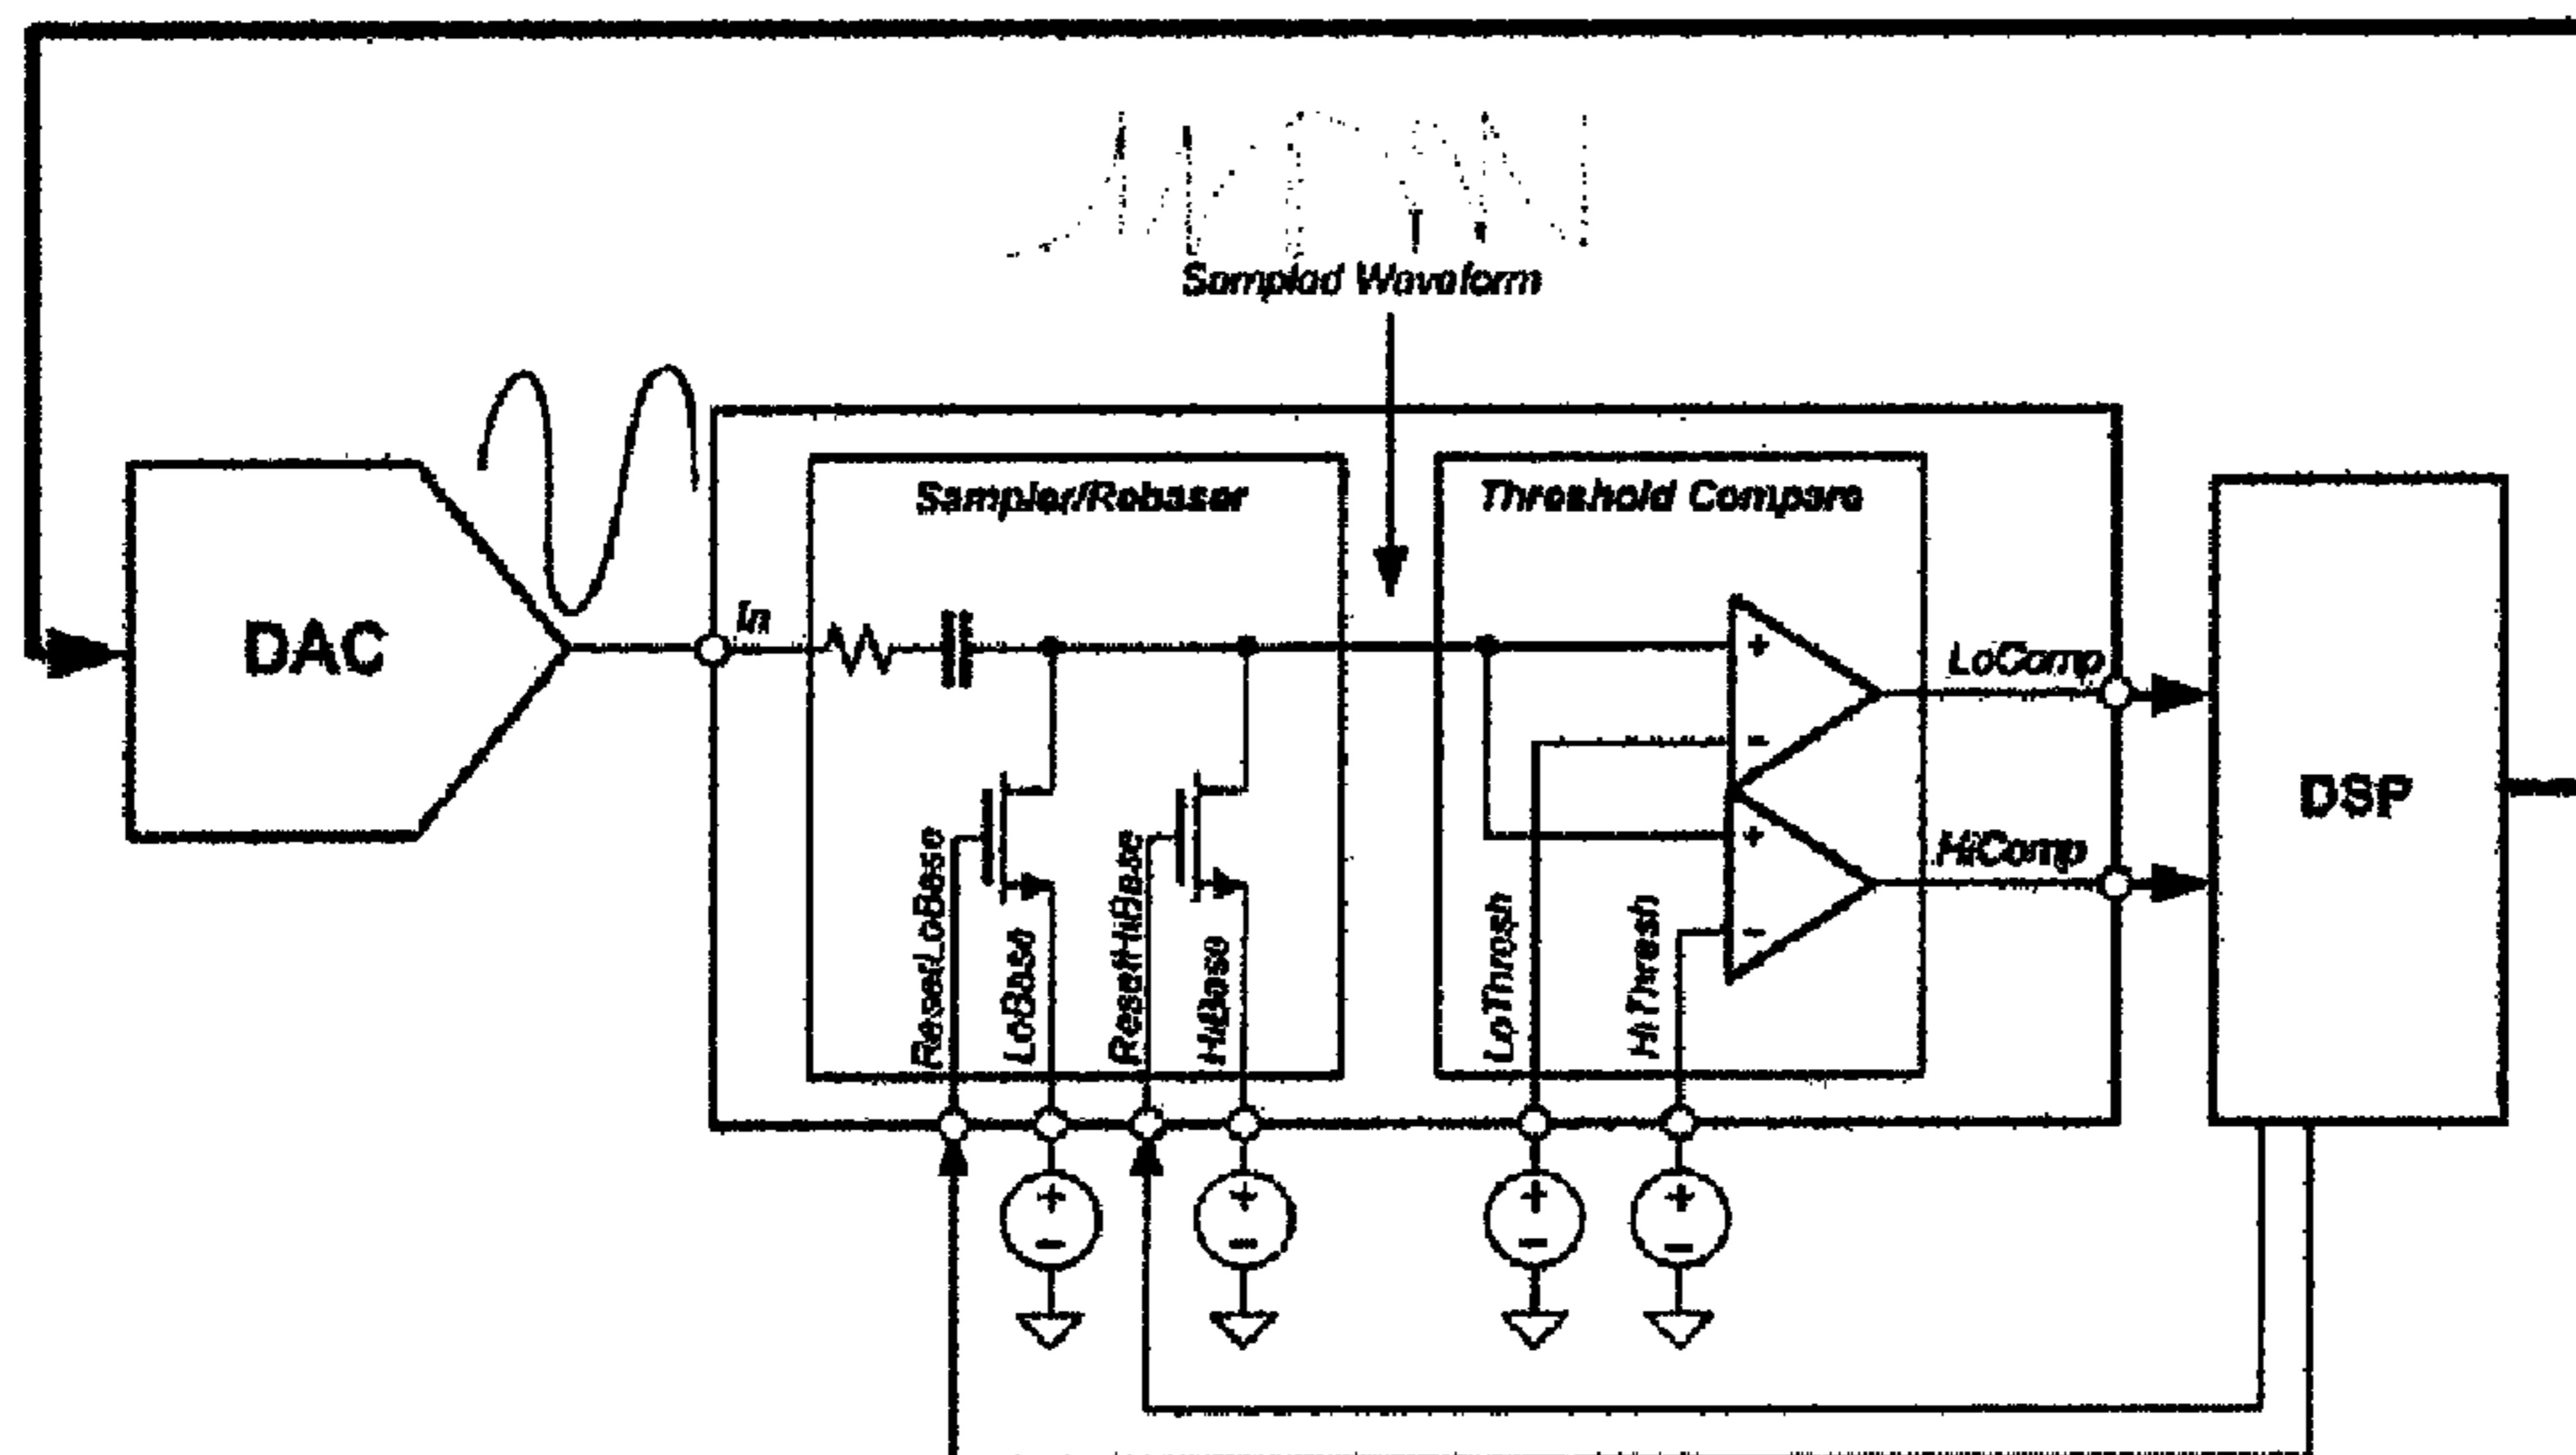 Sampled Waveform
Sampler/Rebaser
Threshold Compare
In
DAC
+
-
+
-
LoComp
HiComp
DSP
ResetLoBase
LoBase
ResetHiBase
HiBase
LoThresh
HiThresh
+
-
+
-
+
-
+
-